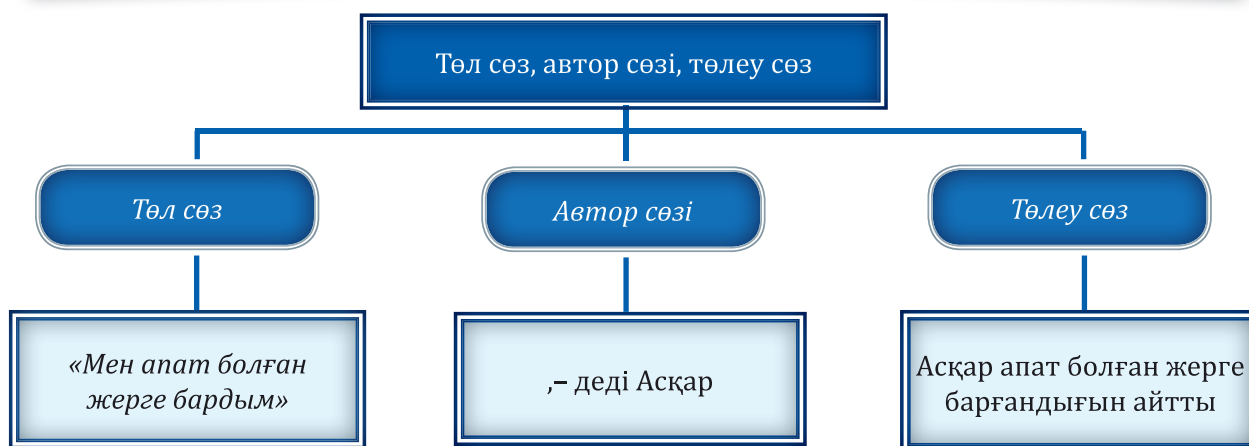 Төл сөз, автор сөзі, төлеу сөз
Төл сөз
Автор сөзі
Төлеу сөз
«Мен апат болған
жерге бардым»
,– деді Асқар
Асқар апат болған жерге
барғандығын айтты